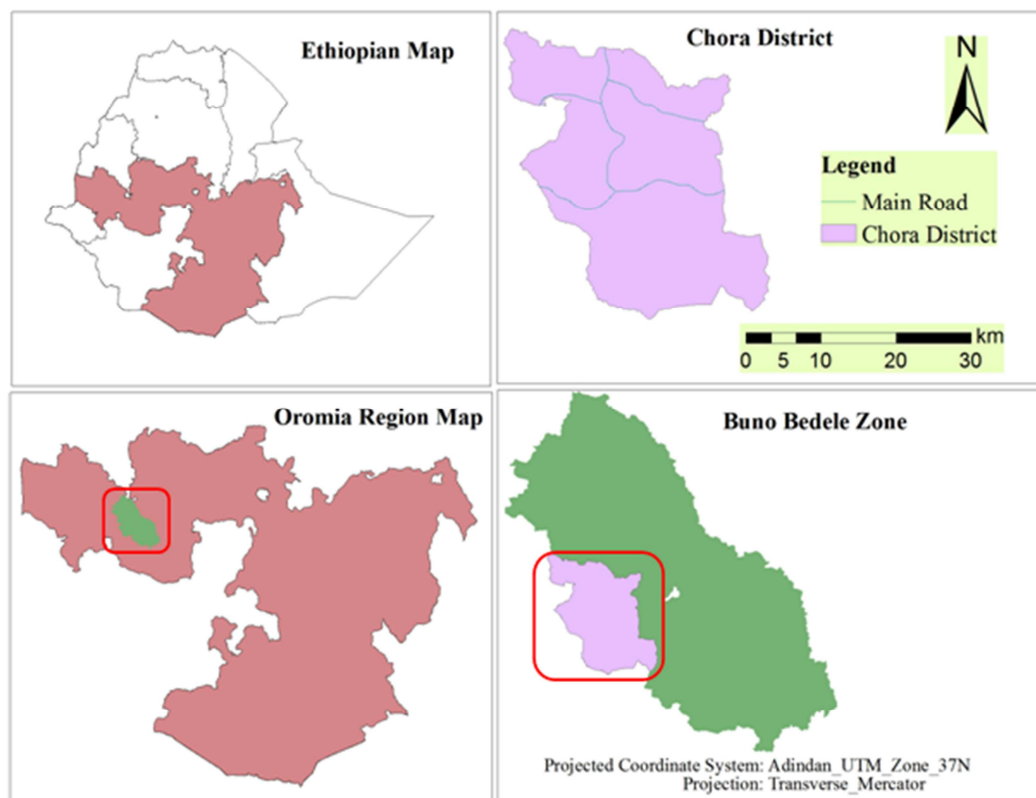 Ethiopian Map
Chora District
N
Legend
Main Road
Chora District
km
0 5 10 20 30
Oromia Region Map
Buno Bedele Zone
Projected Coordinate System: Adindan_UTM_Zone_37N
Projection: Transverse_Mercator